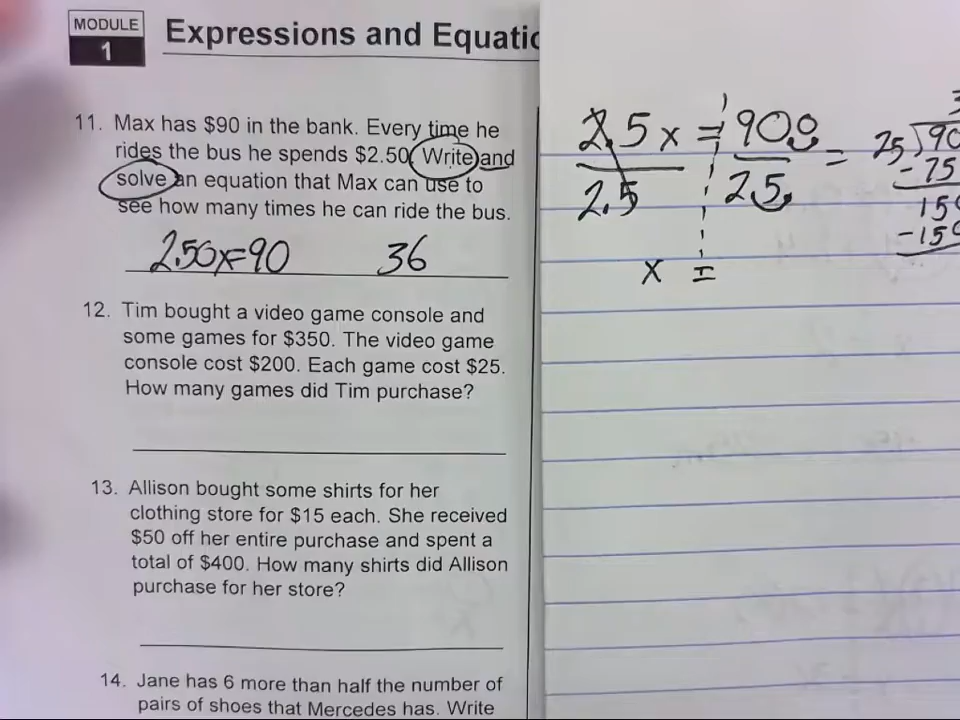 MODULE
1
Expressions and Equatio
11. Max has $90 in the bank. Every time he
rides the bus he spends $2.50. Write and
solve an equation that Max can use to
see how many times he can ride the bus.
2.50x=90 36
12. Tim bought a video game console and
some games for $350. The video game
console cost $200. Each game cost $25.
How many games did Tim purchase?
13. Allison bought some shirts for her
clothing store for $15 each. She received
$50 off her entire purchase and spent a
total of $400. How many shirts did Allison
purchase for her store?
14. Jane has 6 more than half the number of
pairs of shoes that Mercedes has. Write
2.5x = 900
2.5 25
x =
= 25 90
-75
150
-150